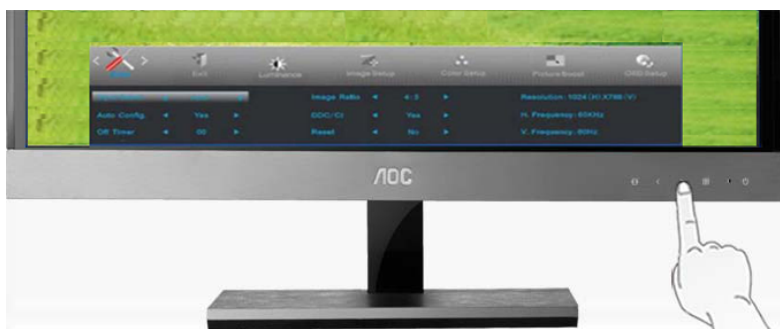 Exit
Luminance
Image Setup
Color Setup
Picture Boost
OSD Setup
Image Ratio 4:3
Resolution: 1024 (H) X768 (V)
Auto Config. Yes
DDC/CI Yes
H. Frequency: 60KHz
Off Timer 00
Reset No
V. Frequency: 60Hz
AOC